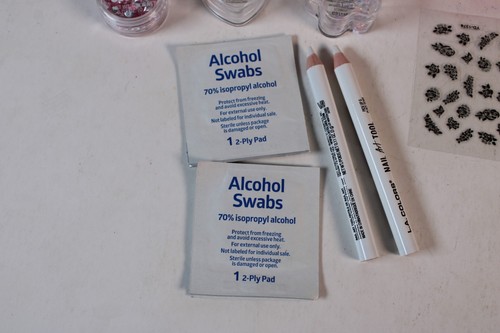 Alcohol
Swabs
70% isopropyl alcohol
Protect from freezing
and avoid excessive heat.
For external use only.
Not labeled for individual sale.
Sterile unless package
is damaged or open.
1 2-Ply Pad
Alcohol
Swabs
70% isopropyl alcohol
Protect from freezing
and avoid excessive heat.
For external use only.
Not labeled for individual sale.
Sterile unless package
is damaged or open.
1 2-Ply Pad
L.A. COLORS® NAIL Art TOOL